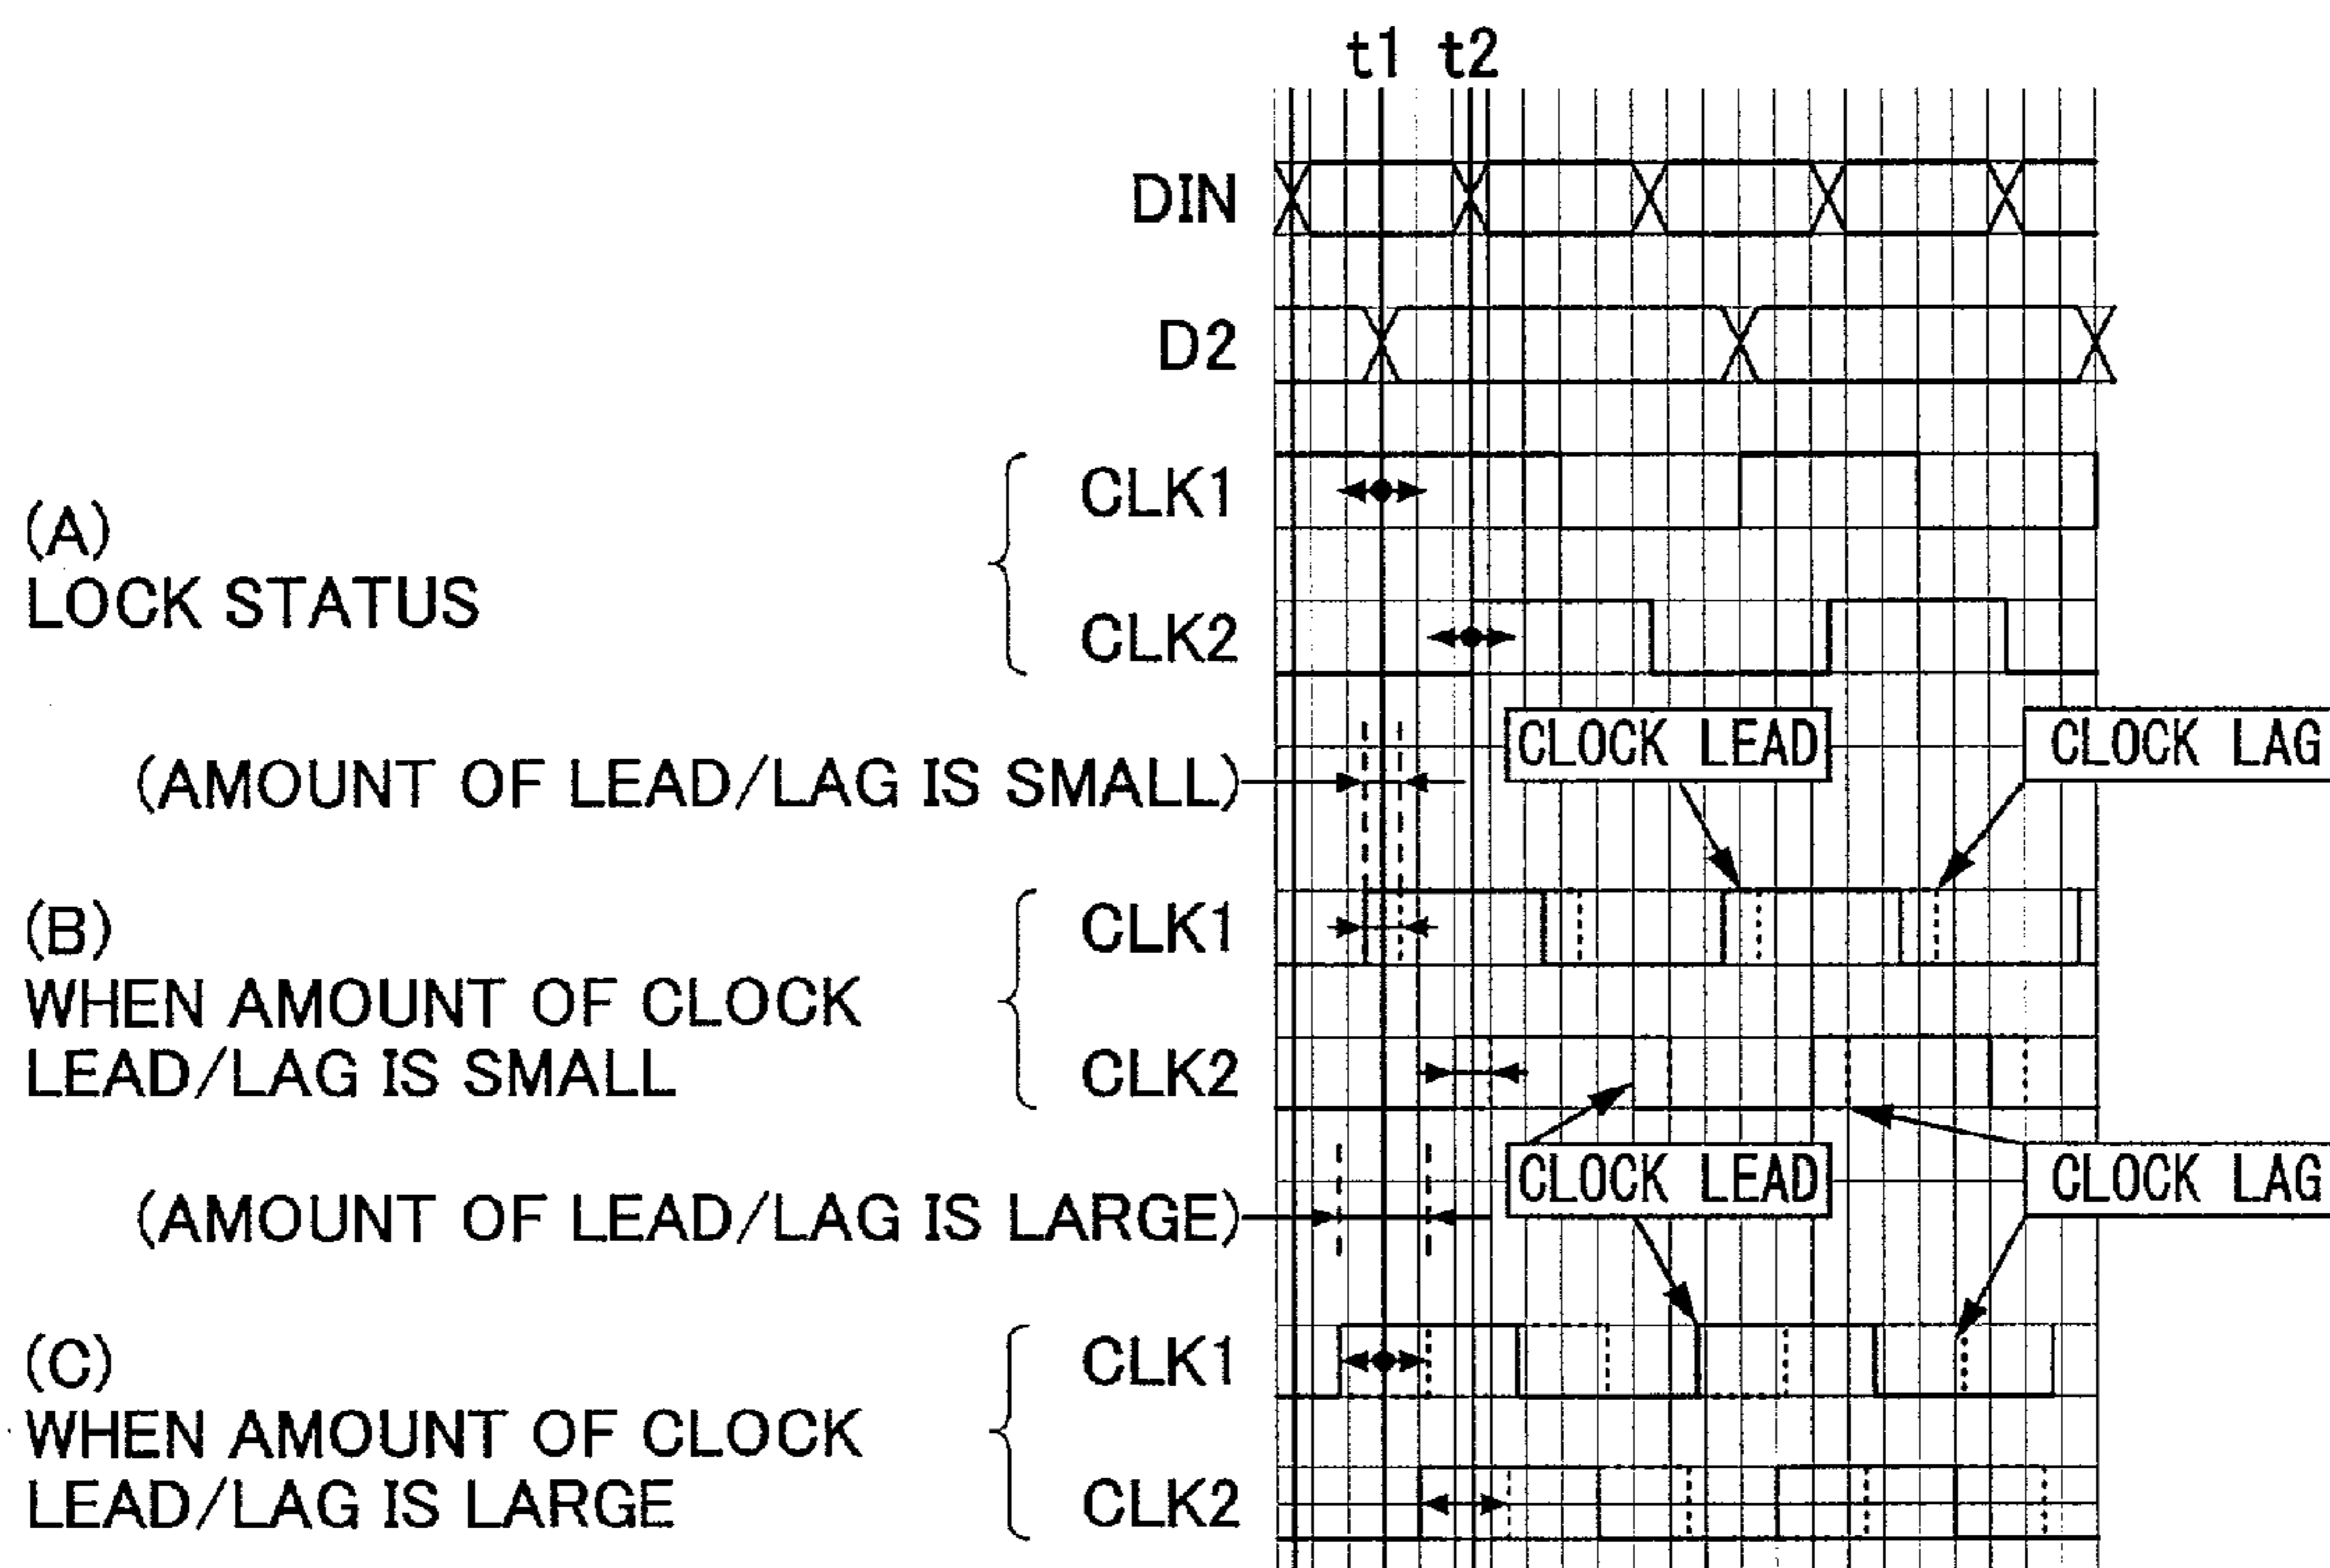 t1 t2
DIN
D2
(A)
LOCK STATUS
CLK1
CLK2
(AMOUNT OF LEAD/LAG IS SMALL)
CLOCK LEAD
CLOCK LAG
(B)
WHEN AMOUNT OF CLOCK
LEAD/LAG IS SMALL
CLK1
CLK2
(AMOUNT OF LEAD/LAG IS LARGE)
CLOCK LEAD
CLOCK LAG
(C)
WHEN AMOUNT OF CLOCK
LEAD/LAG IS LARGE
CLK1
CLK2